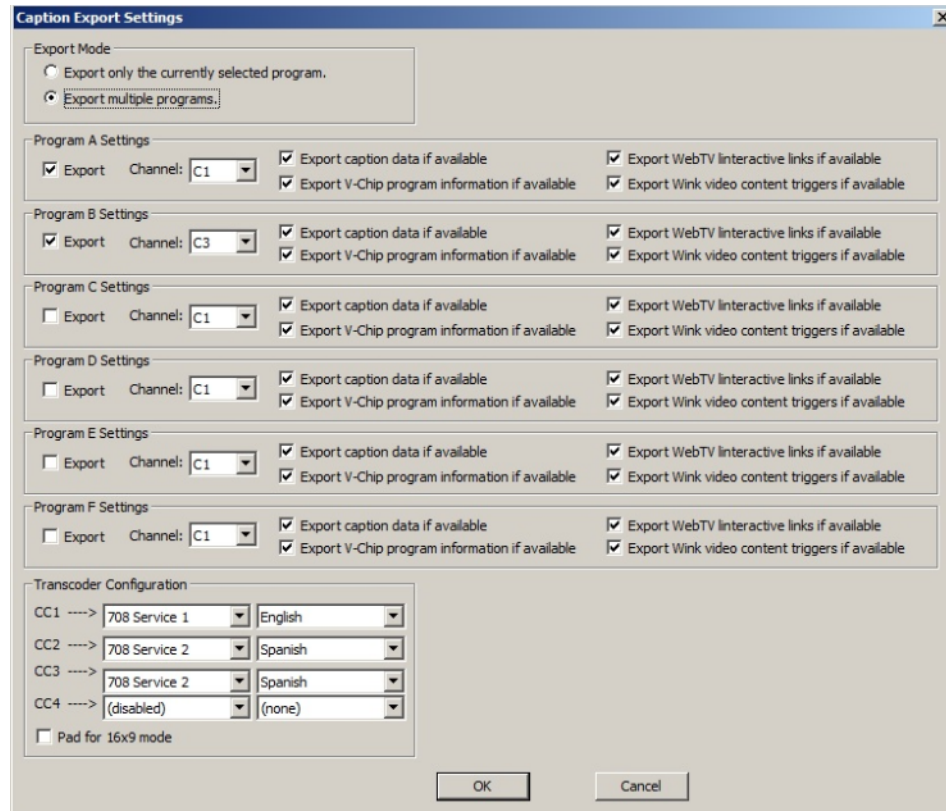 Caption Export Settings
Export Mode
Export only the currently selected program.
Export multiple programs.
Program A Settings
Export Channel: C1
Export caption data if available
Export V-Chip program information if available
Export WebTV linteractive links if available
Export Wink video content triggers if available
Program B Settings
Export Channel: C3
Export caption data if available
Export V-Chip program information if available
Export WebTV linteractive links if available
Export Wink video content triggers if available
Program C Settings
Export Channel: C1
Export caption data if available
Export V-Chip program information if available
Export WebTV linteractive links if available
Export Wink video content triggers if available
Program D Settings
Export Channel: C1
Export caption data if available
Export V-Chip program information if available
Export WebTV linteractive links if available
Export Wink video content triggers if available
Program E Settings
Export Channel: C1
Export caption data if available
Export V-Chip program information if available
Export WebTV linteractive links if available
Export Wink video content triggers if available
Program F Settings
Export Channel: C1
Export caption data if available
Export V-Chip program information if available
Export WebTV linteractive links if available
Export Wink video content triggers if available
Transcoder Configuration
CC1 ----> 708 Service 1 English
CC2 ----> 708 Service 2 Spanish
CC3 ----> 708 Service 2 Spanish
CC4 ----> (disabled) (none)
Pad for 16x9 mode
OK Cancel